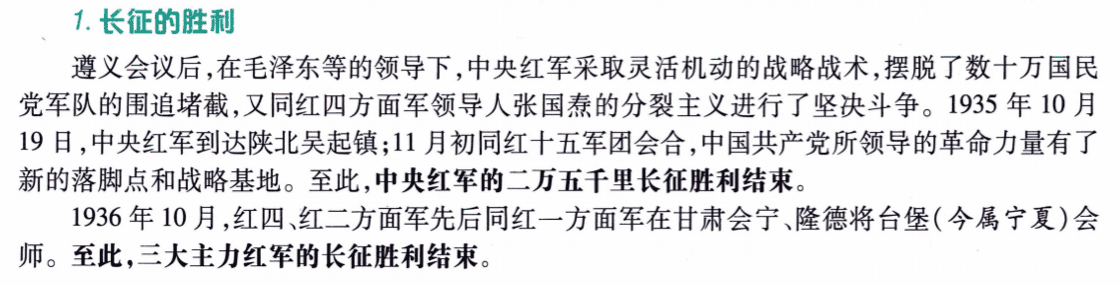 1. 长征的胜利
遵义会议后,在毛泽东等的领导下,中央红军采取灵活机动的战略战术,摆脱了数十万国民
党军队的围追堵截,又同红四方面军领导人张国焘的分裂主义进行了坚决斗争。1935 年 10 月
19 日,中央红军到达陕北吴起镇;11 月初同红十五军团会合,中国共产党所领导的革命力量有了
新的落脚点和战略基地。至此,中央红军的二万五千里长征胜利结束。
1936 年 10 月,红四、红二方面军先后同红一方面军在甘肃会宁、隆德将台堡(今属宁夏)会
师。至此,三大主力红军的长征胜利结束。